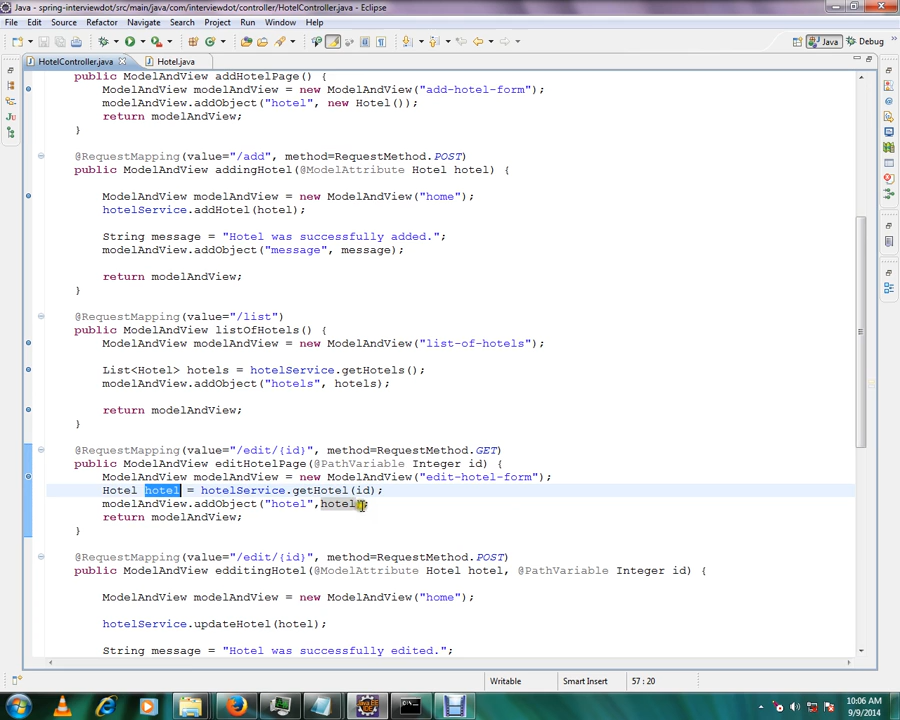 Java - spring-interviewdot/src/main/java/com/interviewdot/controller/HotelController.java - Eclipse
File Edit Source Refactor Navigate Search Project Run Window Help
Java Debug
HotelController.java Hotel.java
public ModelAndView addHotelPage() {
ModelAndView modelAndView = new ModelAndView("add-hotel-form");
modelAndView.addObject("hotel", new Hotel());
return modelAndView;
}
@RequestMapping(value="/add", method=RequestMethod.POST)
public ModelAndView addingHotel(@ModelAttribute Hotel hotel) {
ModelAndView modelAndView = new ModelAndView("home");
hotelService.addHotel(hotel);
String message = "Hotel was successfully added.";
modelAndView.addObject("message", message);
return modelAndView;
}
@RequestMapping(value="/list")
public ModelAndView listOfHotels() {
ModelAndView modelAndView = new ModelAndView("list-of-hotels");
List<Hotel> hotels = hotelService.getHotels();
modelAndView.addObject("hotels", hotels);
return modelAndView;
}
@RequestMapping(value="/edit/{id}", method=RequestMethod.GET)
public ModelAndView editHotelPage(@PathVariable Integer id) {
ModelAndView modelAndView = new ModelAndView("edit-hotel-form");
Hotel hotel = hotelService.getHotel(id);
modelAndView.addObject("hotel",hotel);
return modelAndView;
}
@RequestMapping(value="/edit/{id}", method=RequestMethod.POST)
public ModelAndView edditingHotel(@ModelAttribute Hotel hotel, @PathVariable Integer id) {
ModelAndView modelAndView = new ModelAndView("home");
hotelService.updateHotel(hotel);
String message = "Hotel was successfully edited.";
Writable Smart Insert 57 : 20
10:06 AM
9/9/2014